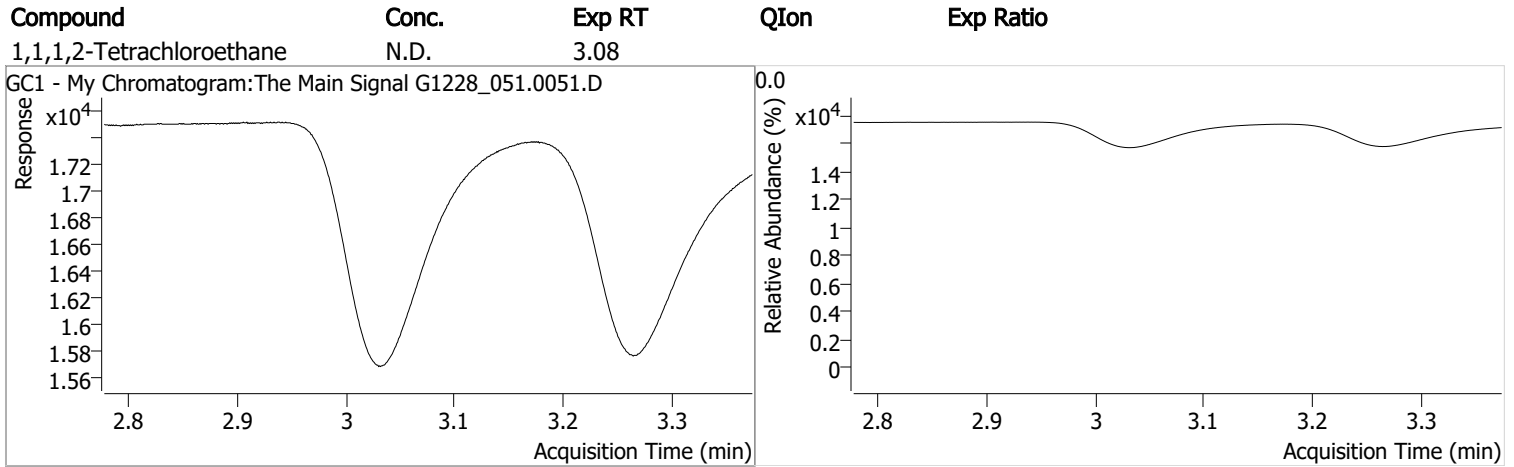 Compound Conc. Exp RT QIon Exp Ratio
1,1,1,2-Tetrachloroethane N.D. 3.08
GC1 - My Chromatogram:The Main Signal G1228_051.0051.D
Response
x10⁴
1.72
1.7
1.68
1.66
1.64
1.62
1.6
1.58
1.56
2.8 2.9 3 3.1 3.2 3.3
Acquisition Time (min)
0.0
Relative Abundance (%)
x10⁴
1.4
1.2
1
0.8
0.6
0.4
0.2
0
2.8 2.9 3 3.1 3.2 3.3
Acquisition Time (min)